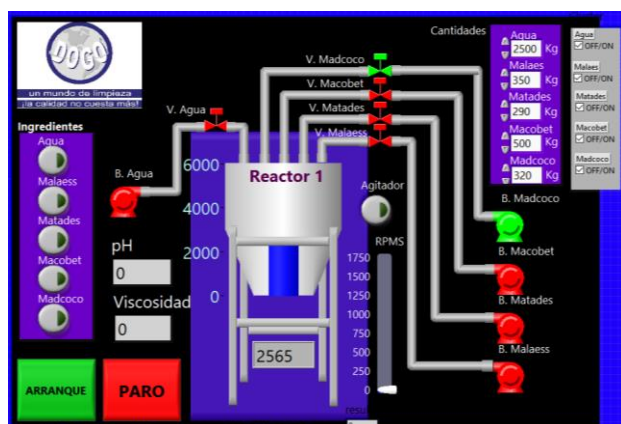 DOGO
un mundo de limpieza
¡la calidad no cuesta más!
Ingredientes
Agua
Malaess
Matades
Macobet
Madcoco
V. Agua
B. Agua
pH
0
Viscosidad
0
ARRANQUE
PARO
V. Madcoco
V. Macobet
V. Matades
V. Malaess
6000
4000
2000
0
Reactor 1
2565
Agitador
RPMS
1750
1500
1250
1000
750
500
250
0
Cantidades
Agua
2500 Kg
Malaes
350 Kg
Matades
290 Kg
Macobet
500 Kg
Madcoco
320 Kg
Agua
OFF/ON
Malaes
OFF/ON
Matades
OFF/ON
Macobet
OFF/ON
Madcoco
OFF/ON
B. Madcoco
B. Macobet
B. Matades
B. Malaess